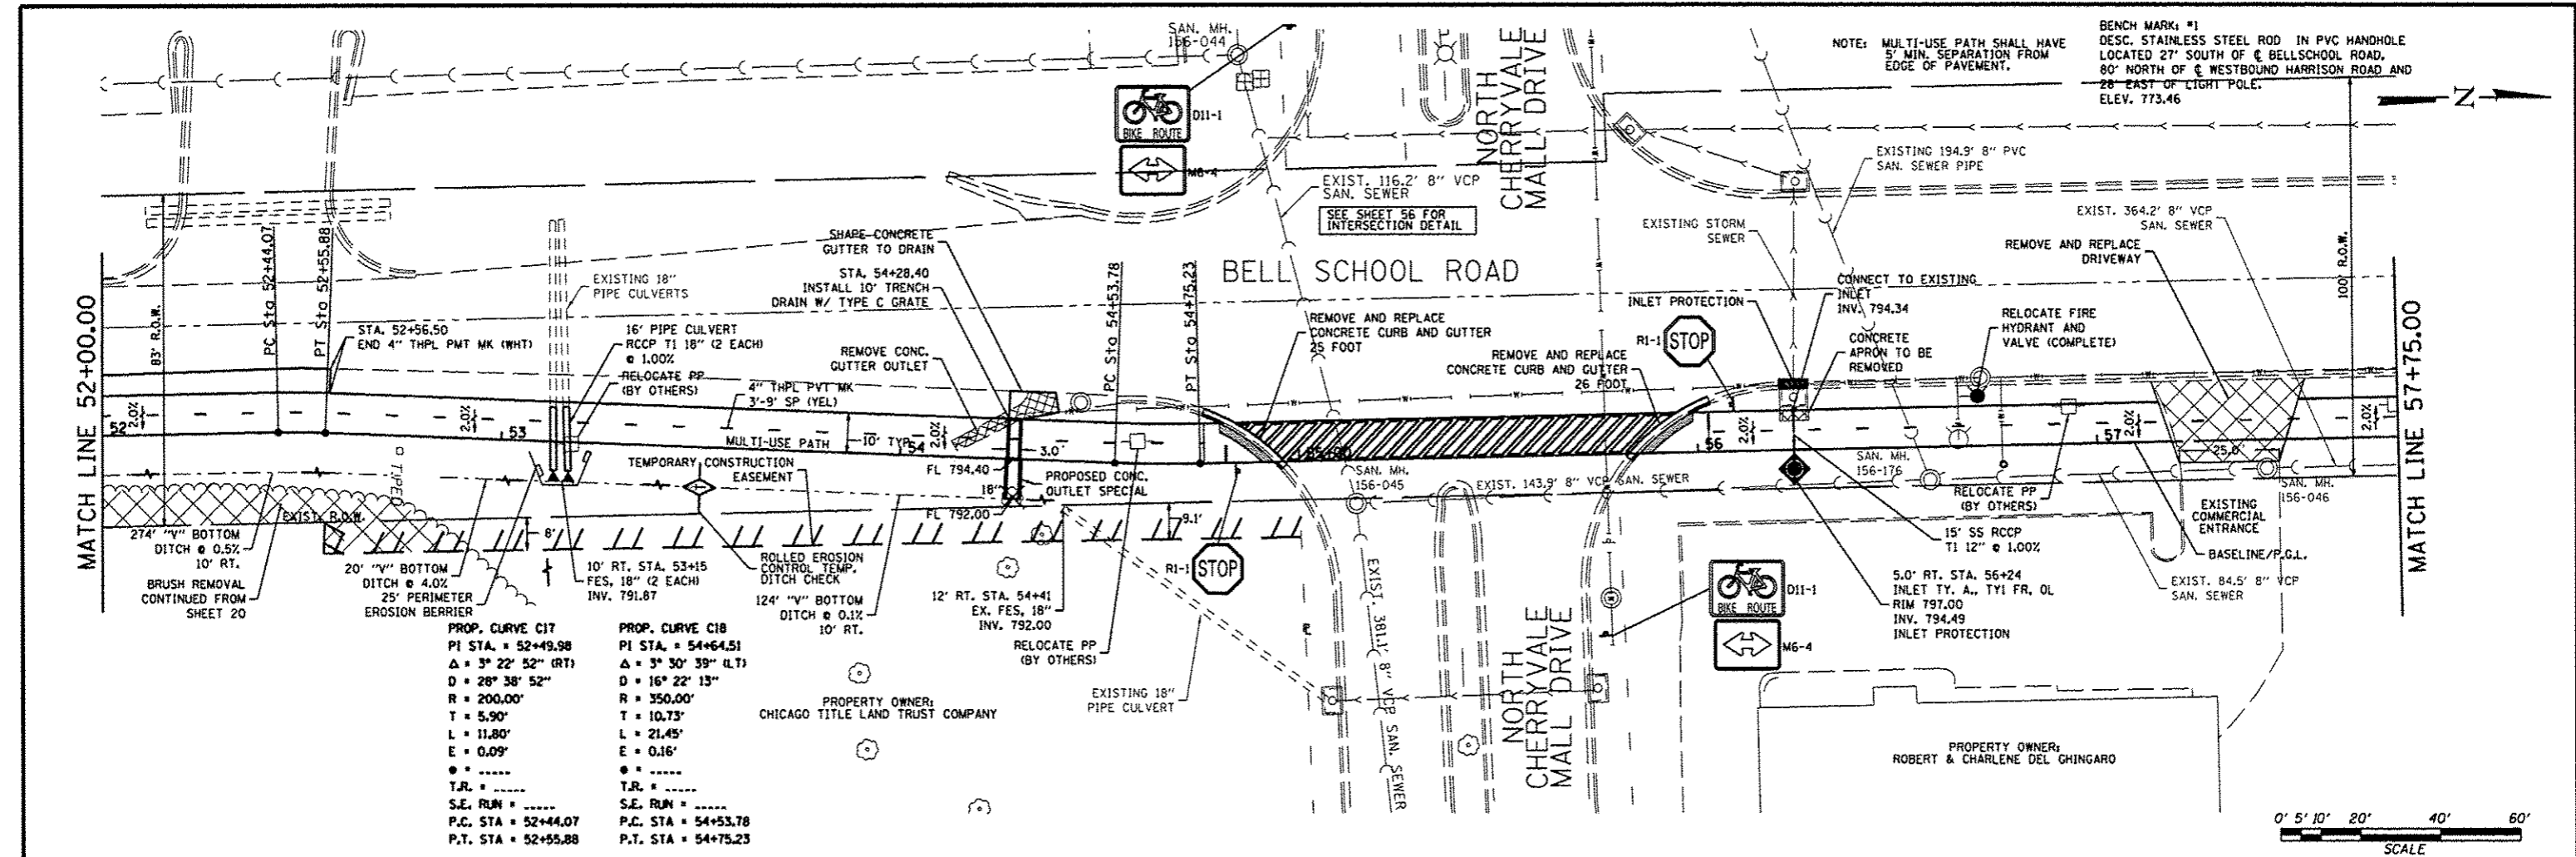 SAN. MH.
156-044
D11-1
BIKE ROUTE
M6-4
NORTH
CHERRYVALE
MALL DRIVE
NOTE: MULTI-USE PATH SHALL HAVE
5' MIN. SEPARATION FROM
EDGE OF PAVEMENT.
BENCH MARK: #1
DESC. STAINLESS STEEL ROD IN PVC HANDHOLE
LOCATED 27' SOUTH OF ℄ BELLSCHOOL ROAD,
80' NORTH OF ℄ WESTBOUND HARRISON ROAD AND
28' EAST OF LIGHT POLE.
ELEV. 773.46
N
EXISTING 194.9' 8" PVC
SAN. SEWER PIPE
EXIST. 116.2' 8" VCP
SAN. SEWER
SEE SHEET 56 FOR
INTERSECTION DETAIL
EXISTING STORM
SEWER
EXIST. 364.2' 8" VCP
SAN. SEWER
REMOVE AND REPLACE
DRIVEWAY
100' R.O.W.
MATCH LINE 52+00.00
83' R.O.W.
PC Sta 52+44.07
PT Sta 52+55.88
EXISTING 18"
PIPE CULVERTS
SHAPE CONCRETE
GUTTER TO DRAIN
STA. 54+28.40
INSTALL 10' TRENCH
DRAIN W/ TYPE C GRATE
PC Sta 54+53.78
PT Sta 54+75.23
BELL SCHOOL ROAD
INLET PROTECTION
CONNECT TO EXISTING
INLET
INV. 794.34
MATCH LINE 57+75.00
STA. 52+56.50
END 4" THPL PMT MK (WHT)
16' PIPE CULVERT
RCCP T1 18" (2 EACH)
@ 1.00%
RELOCATE PP
(BY OTHERS)
REMOVE CONC.
GUTTER OUTLET
4" THPL PVT MK
3'-9' SP (YEL)
REMOVE AND REPLACE
CONCRETE CURB AND GUTTER
25 FOOT
REMOVE AND REPLACE
CONCRETE CURB AND GUTTER
26 FOOT
R1-1
STOP
CONCRETE
APRON TO BE
REMOVED
RELOCATE FIRE
HYDRANT AND
VALVE (COMPLETE)
52
2.0%
2.0%
53
MULTI-USE PATH
10' TYP.
54
2.0%
3.0'
56
2.0%
57
2.0%
25.0'
2.0%
TEMPORARY CONSTRUCTION
EASEMENT
FL 794.40
18"
FL 792.00
PROPOSED CONC.
OUTLET SPECIAL
SAN. MH.
156-045
EXIST. 143.9' 8" VCP SAN. SEWER
SAN. MH.
156-176
RELOCATE PP
(BY OTHERS)
EXISTING
COMMERCIAL
ENTRANCE
SAN. MH.
156-046
EXIST. R.O.W.
274' "V" BOTTOM
DITCH @ 0.5%
10' RT.
BRUSH REMOVAL
CONTINUED FROM
SHEET 20
20' "V" BOTTOM
DITCH @ 4.0%
25' PERIMETER
EROSION BERRIER
8'
10' RT. STA. 53+15
FES, 18" (2 EACH)
INV. 791.87
ROLLED EROSION
CONTROL TEMP.
DITCH CHECK
124' "V" BOTTOM
DITCH @ 0.1%
10' RT.
12' RT. STA. 54+41
EX. FES, 18"
INV. 792.00
9.1'
R1-1
STOP
RELOCATE PP
(BY OTHERS)
EXIST. 381.1' 8" VCP SAN. SEWER
15' SS RCCP
T1 12" @ 1.00%
BASELINE/P.G.L.
5.0' RT. STA. 56+24
INLET TY. A., TY1 FR, OL
RIM 797.00
INV. 794.49
INLET PROTECTION
EXIST. 84.5' 8" VCP
SAN. SEWER
D11-1
BIKE ROUTE
M6-4
NORTH
CHERRYVALE
MALL DRIVE
EXISTING 18"
PIPE CULVERT
PROPERTY OWNER:
CHICAGO TITLE LAND TRUST COMPANY
PROPERTY OWNER:
ROBERT & CHARLENE DEL GHINGARO
PROP. CURVE C17
PI STA. = 52+49.98
Δ = 3° 22' 52" (RT)
D = 28° 38' 52"
R = 200.00'
T = 5.90'
L = 11.80'
E = 0.09'
T.R. = -----
S.E. RUN = -----
P.C. STA = 52+44.07
P.T. STA = 52+55.88
PROP. CURVE C18
PI STA. = 54+64.51
Δ = 3° 30' 39" (LT)
D = 16° 22' 13"
R = 350.00'
T = 10.73'
L = 21.45'
E = 0.16'
T.R. = -----
S.E. RUN = -----
P.C. STA = 54+53.78
P.T. STA = 54+75.23
0' 5' 10' 20' 40' 60'
SCALE